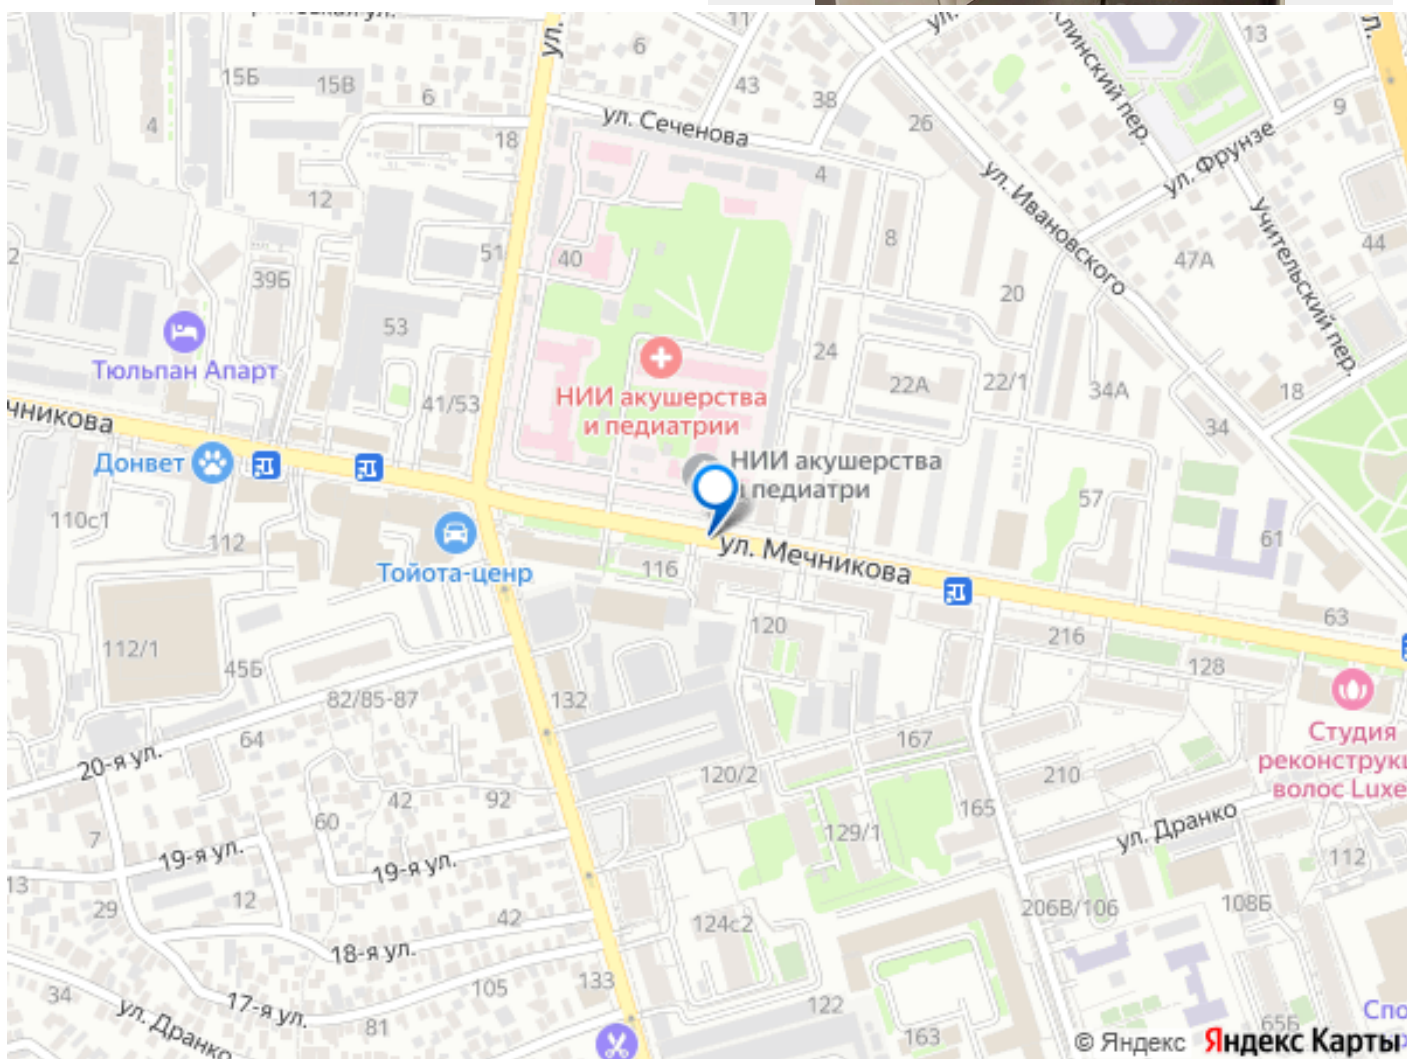 11
ул.
Клинский пер.
ул.
13
6
ул.
15Б
15В
6
43
38
9
4
18
ул. Сеченова
26
ул. Фрунзе
4
12
ул. Ивановского
Учительский пер.
51
40
8
47А
44
2
39Б
20
53
24
Тюльпан Апарт
НИИ акушерства
и педиатрии
22А
22/1
34А
18
41/53
34
чникова
Донвет
НИИ акушерства
педиатри
57
110с1
112
61
Тойота-ценр
116
ул. Мечникова
120
63
216
112/1
45Б
128
82/85-87
132
64
167
Студия
реконструкц
волос Luxe
20-я ул.
120/2
210
42
92
60
165
7
129/1
ул. Дранко
19-я ул.
19-я ул.
112
13
12
29
42
124с2
206В/106
108Б
18-я ул.
34
105
133
17-я ул.
122
81
ул. Дранко
163
65Б
Спо
© Яндекс
Яндекс Карты